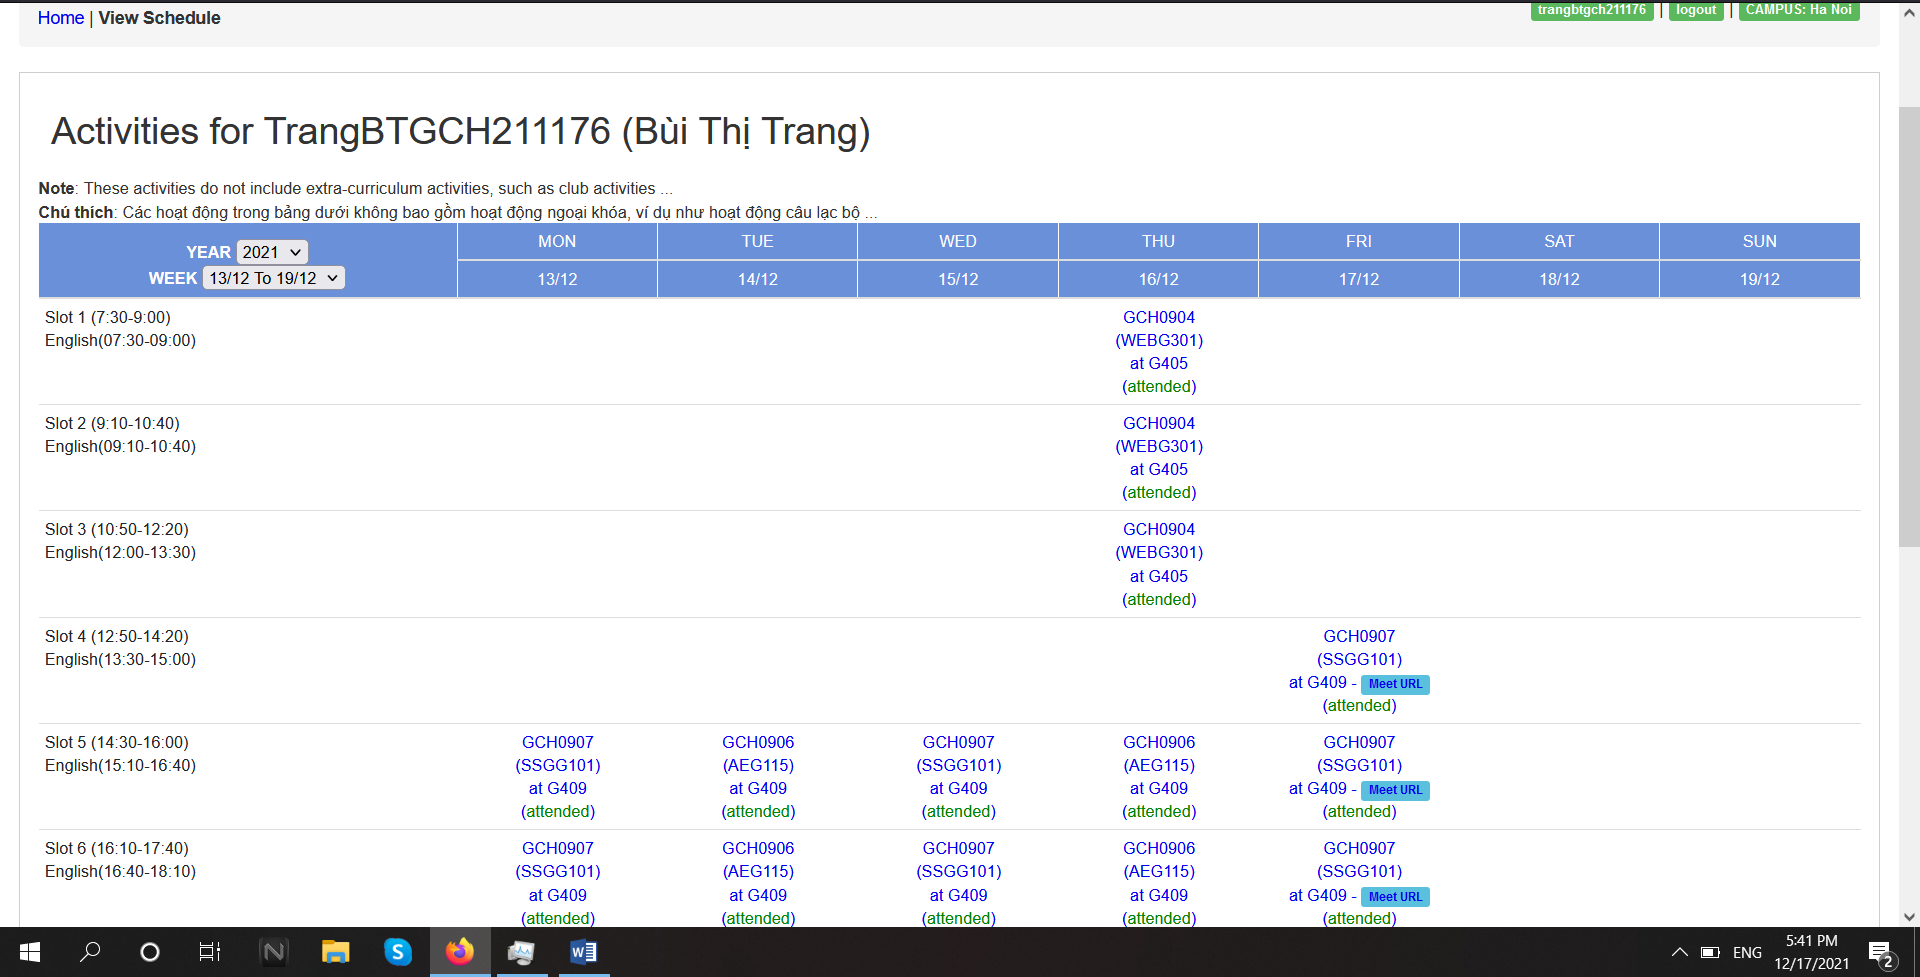 Home | View Schedule
trangbtgch211176 | logout | CAMPUS: Ha Noi
Activities for TrangBTGCH211176 (Bùi Thị Trang)
Note: These activities do not include extra-curriculum activities, such as club activities ...
Chú thích: Các hoạt động trong bảng dưới không bao gồm hoạt động ngoại khóa, ví dụ như hoạt động câu lạc bộ ...
YEAR 2021
WEEK 13/12 To 19/12
MON TUE WED THU FRI SAT SUN
13/12 14/12 15/12 16/12 17/12 18/12 19/12
Slot 1 (7:30-9:00) GCH0904
English(07:30-09:00) (WEBG301)
at G405
(attended)
Slot 2 (9:10-10:40) GCH0904
English(09:10-10:40) (WEBG301)
at G405
(attended)
Slot 3 (10:50-12:20) GCH0904
English(12:00-13:30) (WEBG301)
at G405
(attended)
Slot 4 (12:50-14:20) GCH0907
English(13:30-15:00) (SSGG101)
at G409 - Meet URL
(attended)
Slot 5 (14:30-16:00) GCH0907 GCH0906 GCH0907 GCH0906 GCH0907
English(15:10-16:40) (SSGG101) (AEG115) (SSGG101) (AEG115) (SSGG101)
at G409 at G409 at G409 at G409 at G409 - Meet URL
(attended) (attended) (attended) (attended) (attended)
Slot 6 (16:10-17:40) GCH0907 GCH0906 GCH0907 GCH0906 GCH0907
English(16:40-18:10) (SSGG101) (AEG115) (SSGG101) (AEG115) (SSGG101)
at G409 at G409 at G409 at G409 at G409 - Meet URL
(attended) (attended) (attended) (attended) (attended)
ENG
5:41 PM
12/17/2021
2